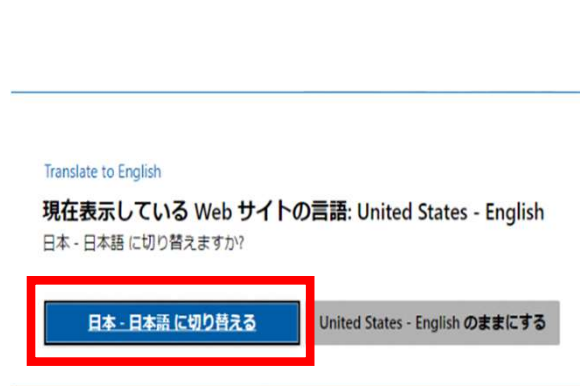 Translate to English
現在表示している Web サイトの言語: United States - English
日本 - 日本語 に切り替えますか?
日本 - 日本語 に切り替える
United States - English のままにする